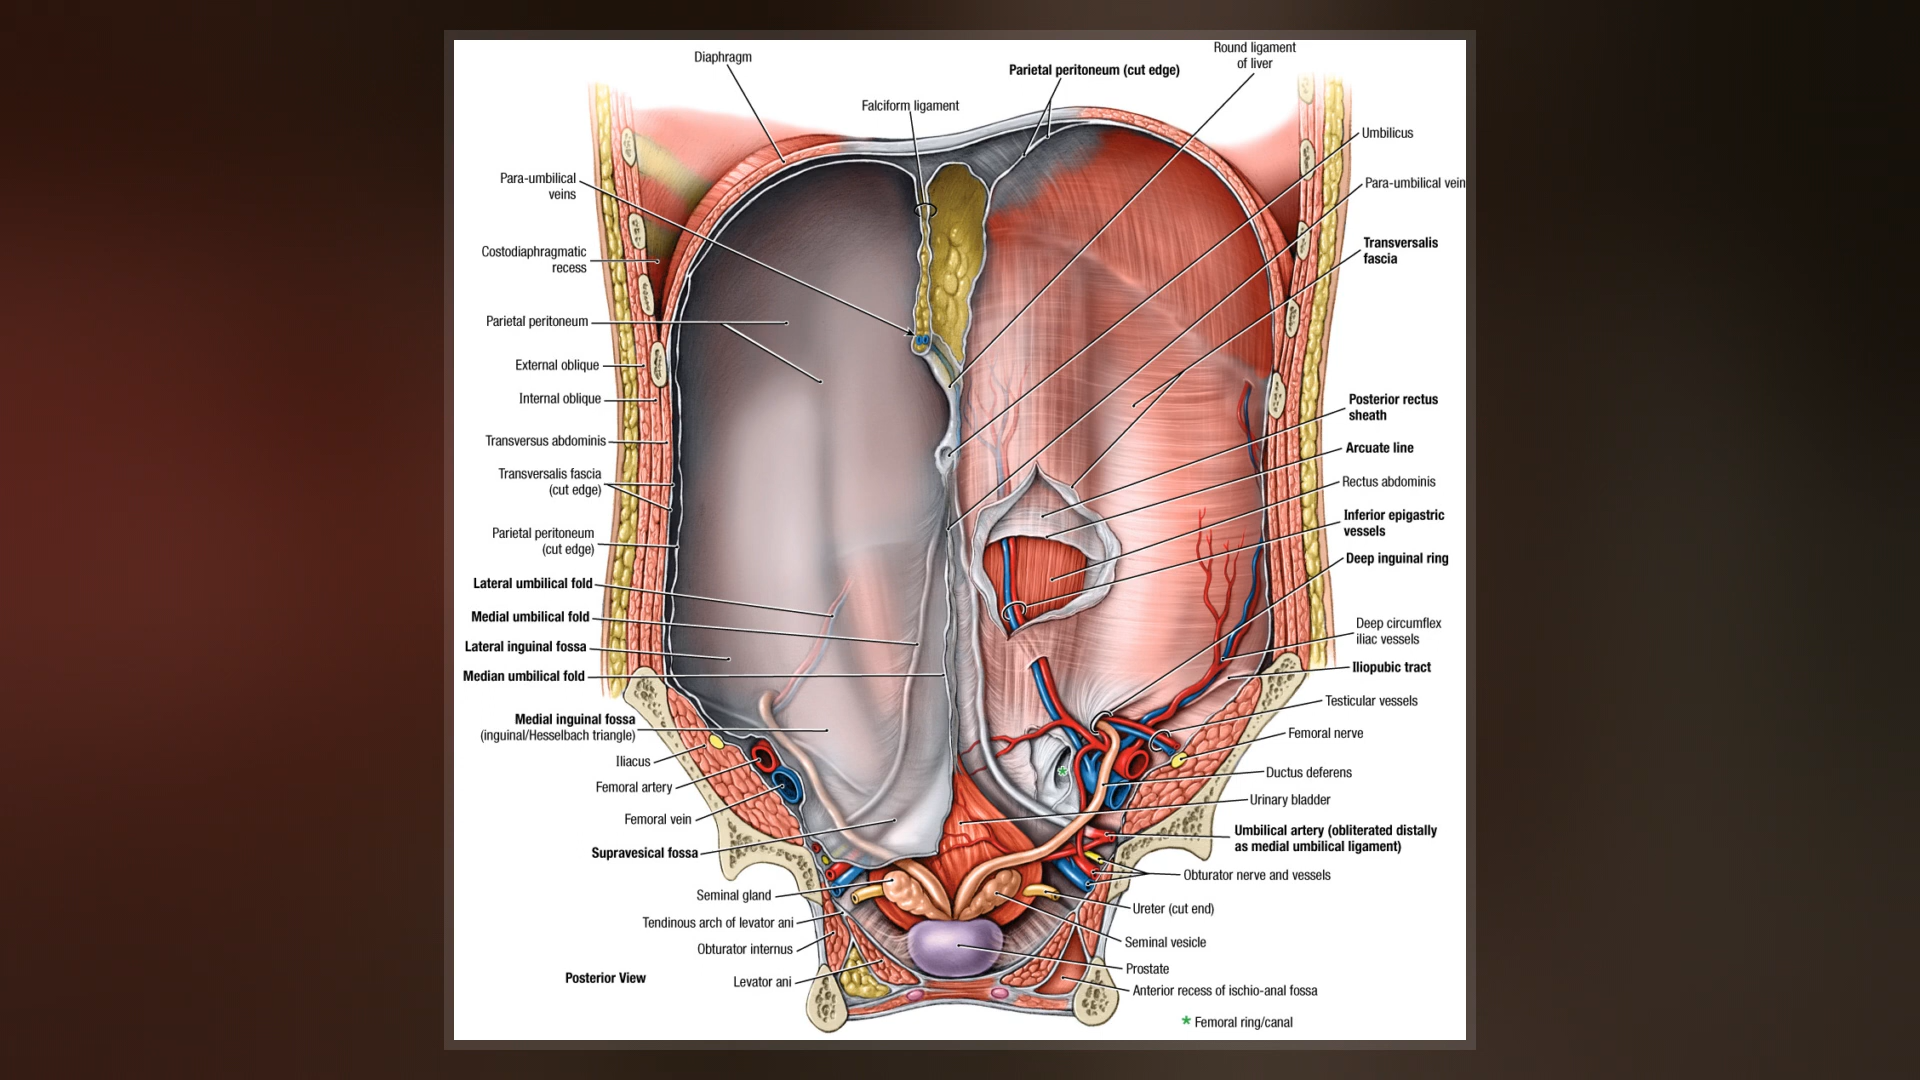 Diaphragm
Falciform ligament
Parietal peritoneum (cut edge)
Round ligament
of liver
Para-umbilical
veins
Costodiaphragmatic
recess
Parietal peritoneum
External oblique
Internal oblique
Transversus abdominis
Transversalis fascia
(cut edge)
Parietal peritoneum
(cut edge)
Lateral umbilical fold
Medial umbilical fold
Lateral inguinal fossa
Median umbilical fold
Medial inguinal fossa
(inguinal/Hesselbach triangle)
Iliacus
Femoral artery
Femoral vein
Supravesical fossa
Seminal gland
Tendinous arch of levator ani
Obturator internus
Levator ani
Posterior View
Umbilicus
Para-umbilical vein
Transversalis
fascia
Posterior rectus
sheath
Arcuate line
Rectus abdominis
Inferior epigastric
vessels
Deep inguinal ring
Deep circumflex
iliac vessels
Iliopubic tract
Testicular vessels
Femoral nerve
Ductus deferens
Urinary bladder
Umbilical artery (obliterated distally
as medial umbilical ligament)
Obturator nerve and vessels
Ureter (cut end)
Seminal vesicle
Prostate
Anterior recess of ischio-anal fossa
* Femoral ring/canal